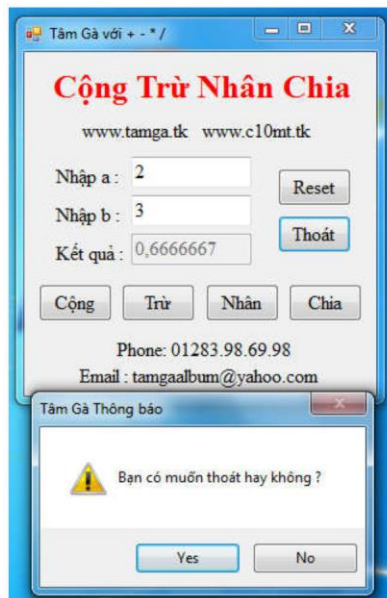 Tâm Gà với + - * /
Cộng Trừ Nhân Chia
www.tamga.tk www.c10mt.tk
Nhập a : 2
Reset
Nhập b : 3
Thoát
Kết quả : 0,6666667
Cộng Trừ Nhân Chia
Phone: 01283.98.69.98
Email : tamgaalbum@yahoo.com
Tâm Gà Thông báo
Bạn có muốn thoát hay không ?
Yes No